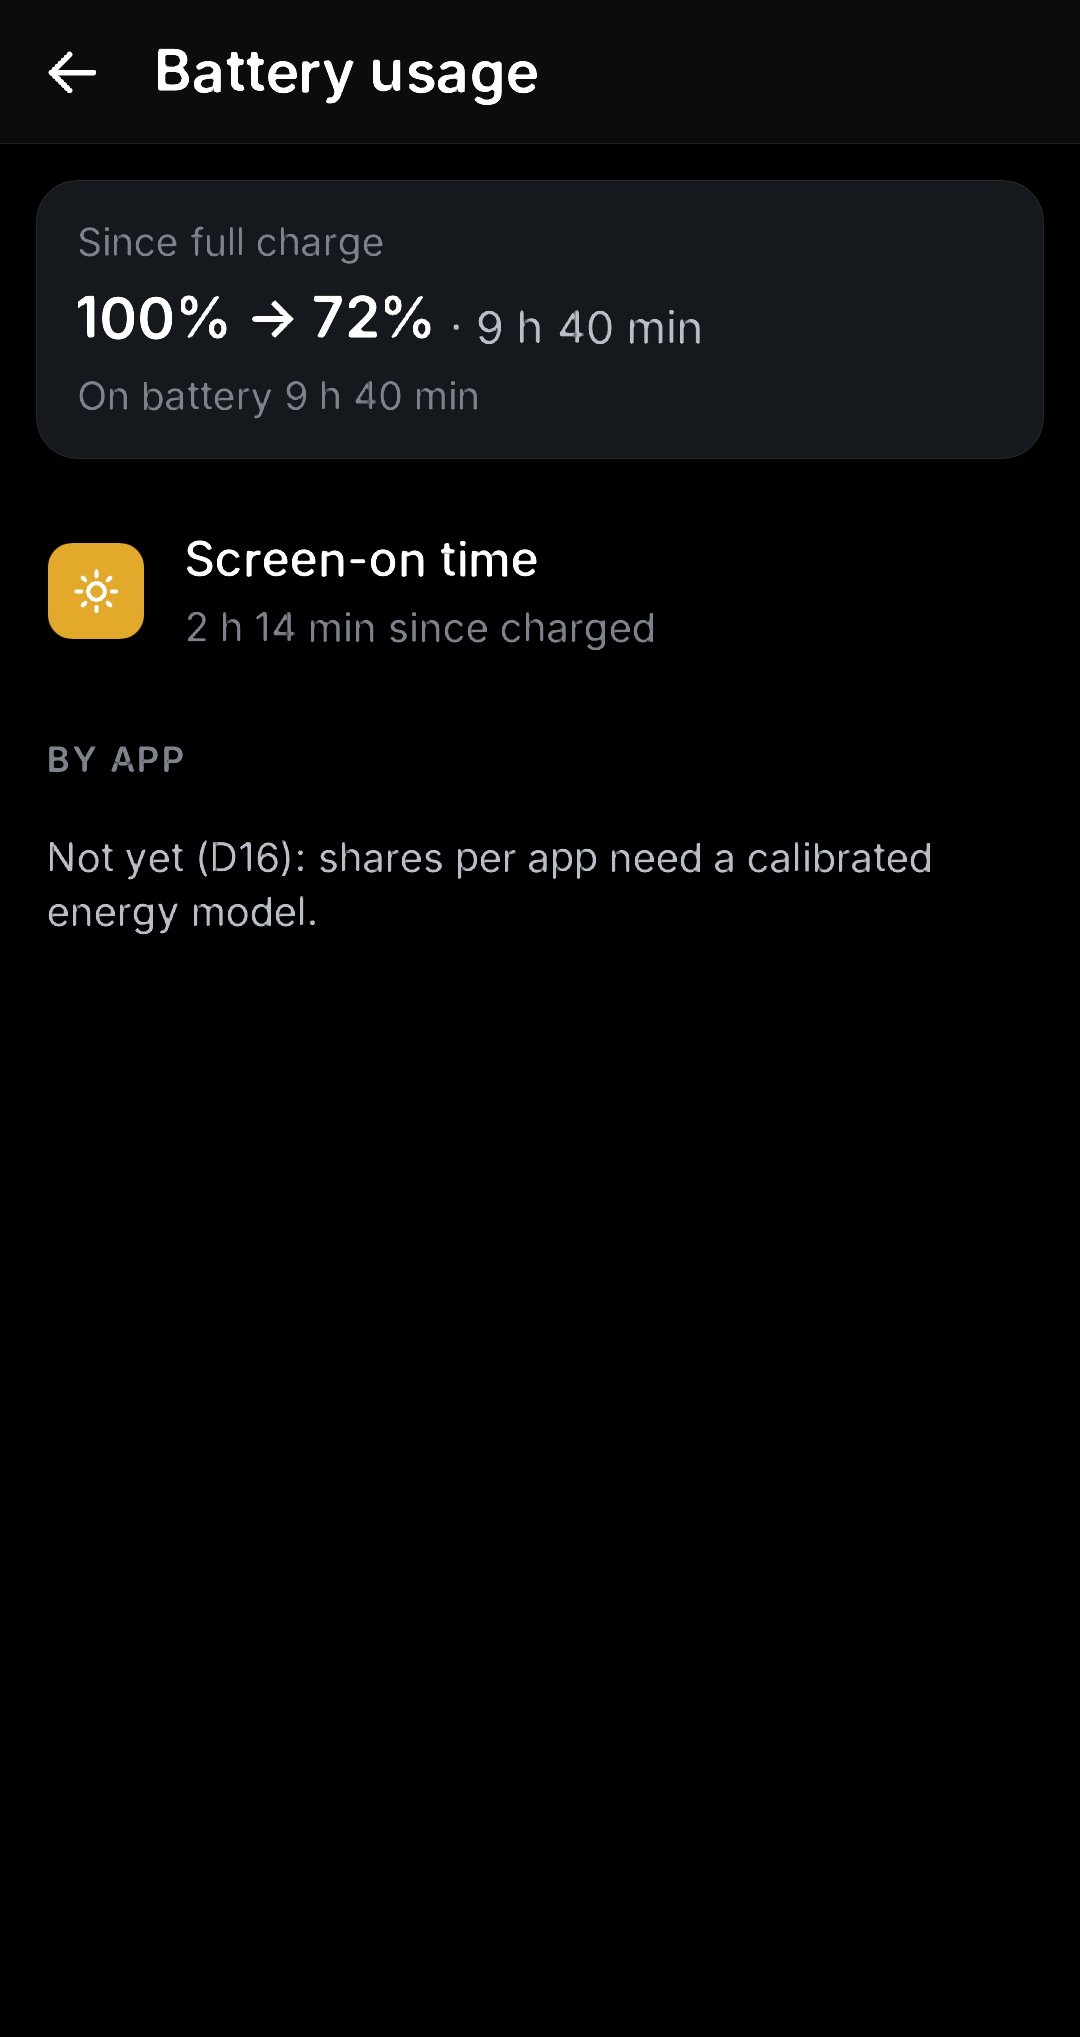 Battery usage
Since full charge
100% → 72% · 9 h 40 min
On battery 9 h 40 min
Screen-on time
2 h 14 min since charged
BY APP
Not yet (D16): shares per app need a calibrated
energy model.